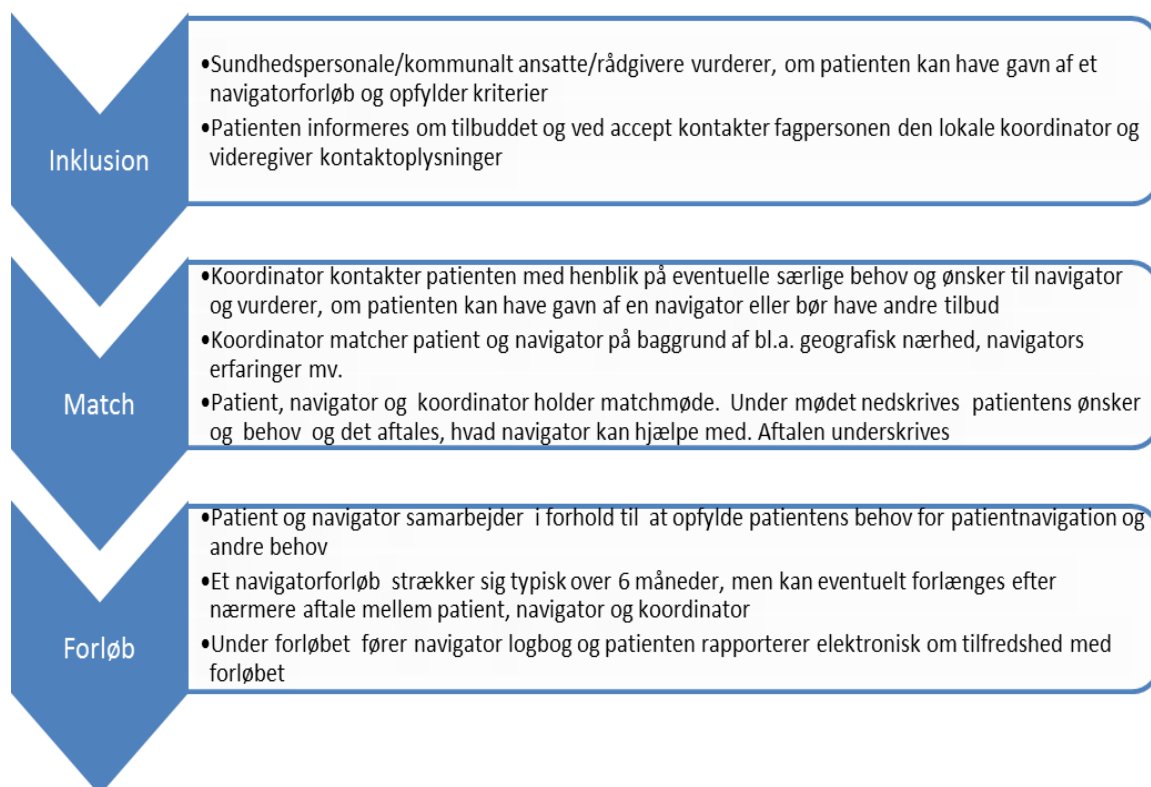 Inklusion
•Sundhedspersonale/kommunalt ansatte/rådgivere vurderer, om patienten kan have gavn af et
navigatorforløb og opfylder kriterier
•Patienten informeres om tilbuddet og ved accept kontakter fagpersonen den lokale koordinator og
videregiver kontaktoplysninger
Match
•Koordinator kontakter patienten med henblik på eventuelle særlige behov og ønsker til navigator
og vurderer, om patienten kan have gavn af en navigator eller bør have andre tilbud
•Koordinator matcher patient og navigator på baggrund af bl.a. geografisk nærhed, navigators
erfaringer mv.
•Patient, navigator og koordinator holder matchmøde. Under mødet nedskrives patientens ønsker
og behov og det aftales, hvad navigator kan hjælpe med. Aftalen underskrives
Forløb
•Patient og navigator samarbejder i forhold til at opfylde patientens behov for patientnavigation og
andre behov
•Et navigatorforløb strækker sig typisk over 6 måneder, men kan eventuelt forlænges efter
nærmere aftale mellem patient, navigator og koordinator
•Under forløbet fører navigator logbog og patienten rapporterer elektronisk om tilfredshed med
forløbet